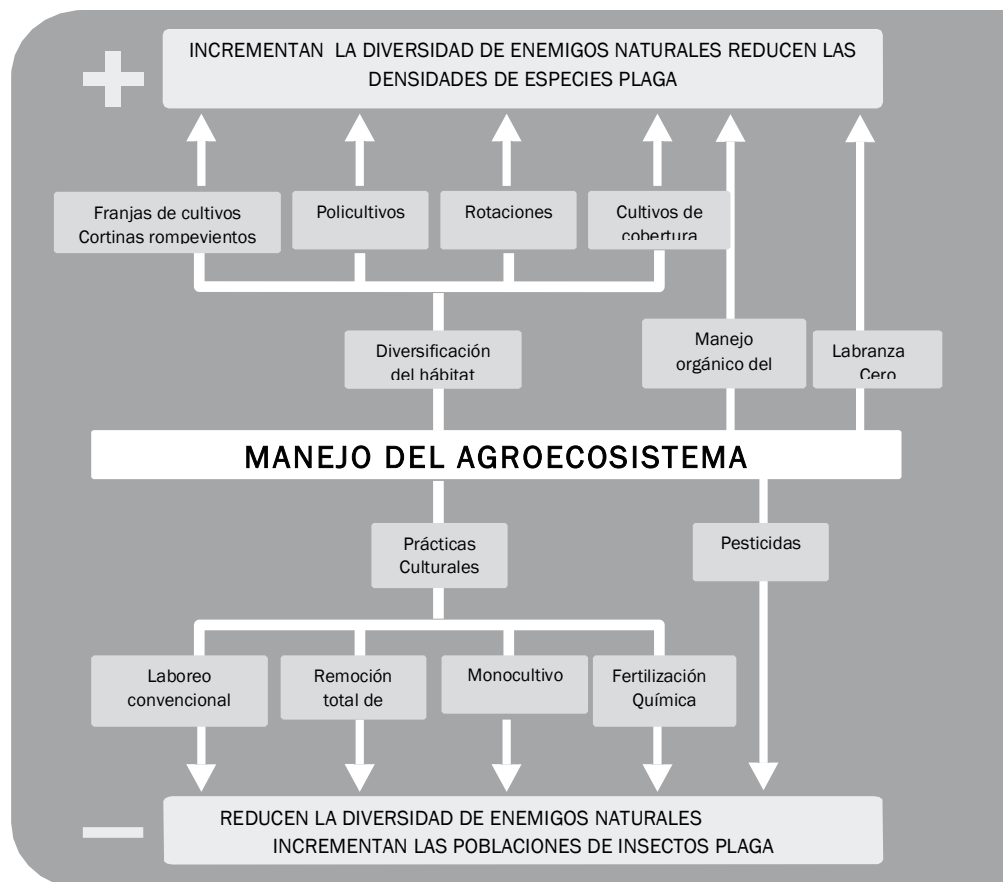 INCREMENTAN LA DIVERSIDAD DE ENEMIGOS NATURALES REDUCEN LAS
DENSIDADES DE ESPECIES PLAGA
Franjas de cultivos
Cortinas rompevientos
Policultivos
Rotaciones
Cultivos de
cobertura
Diversificación
del hábitat
Manejo
orgánico del
Labranza
Cero
MANEJO DEL AGROECOSISTEMA
Prácticas
Culturales
Pesticidas
Laboreo
convencional
Remoción
total de
Monocultivo
Fertilización
Química
REDUCEN LA DIVERSIDAD DE ENEMIGOS NATURALES
INCREMENTAN LAS POBLACIONES DE INSECTOS PLAGA